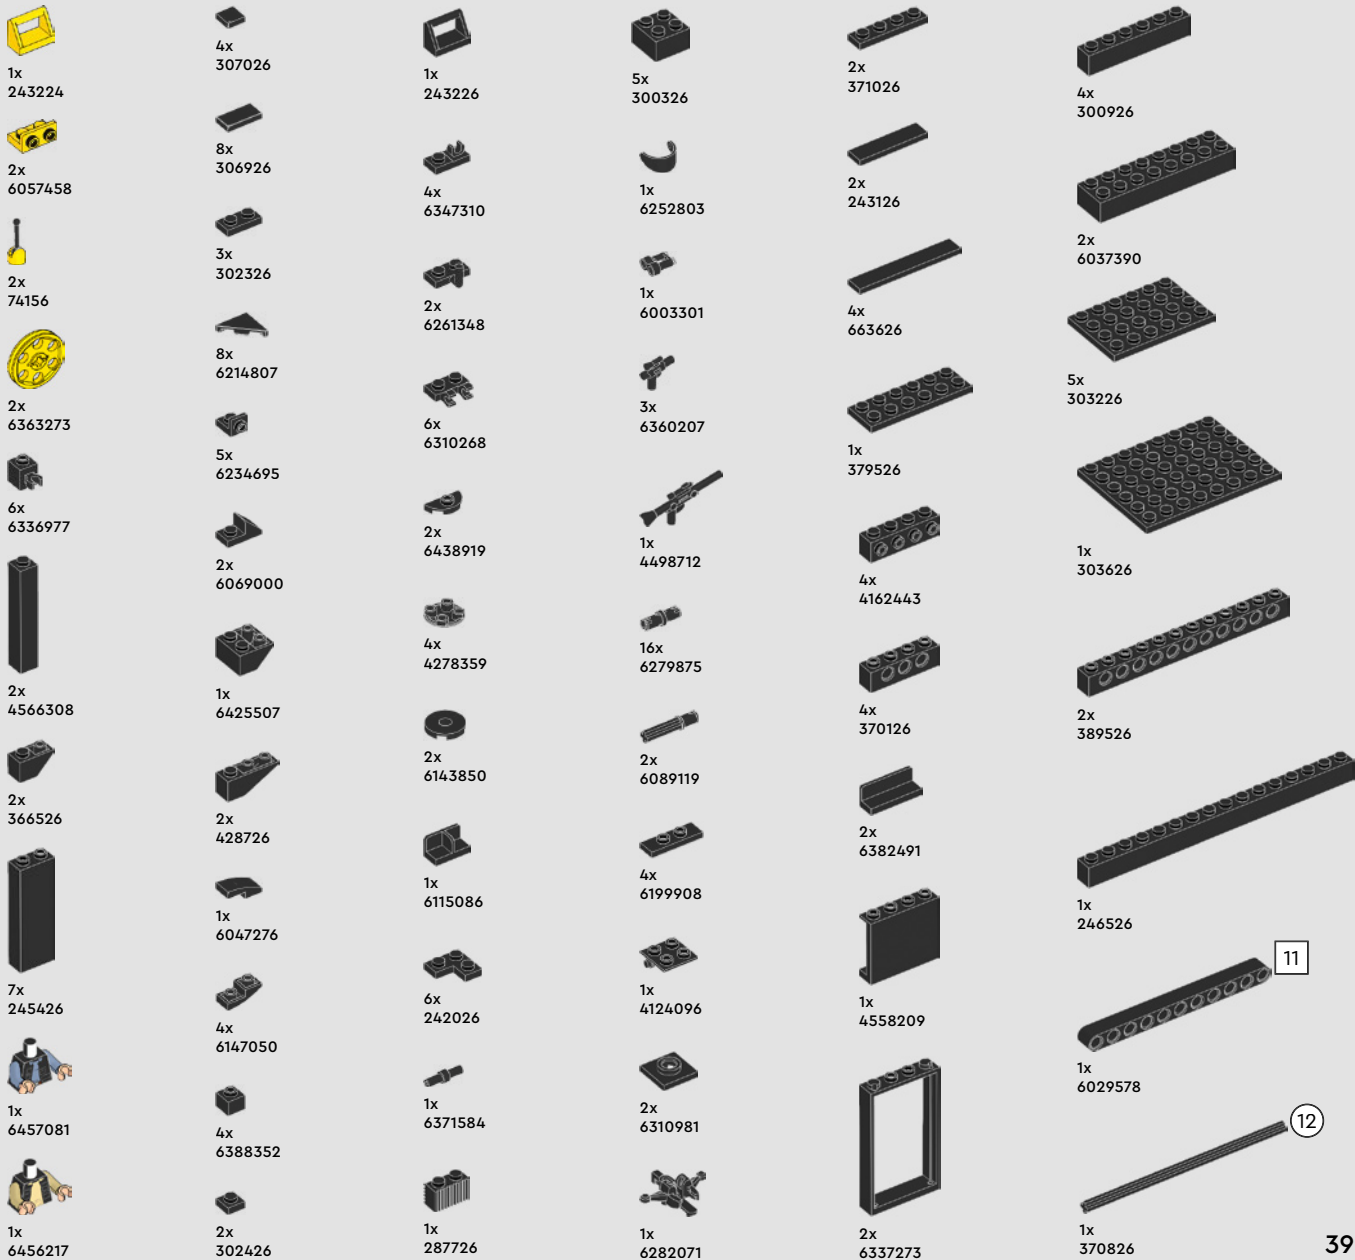 1x
243224
2x
6057458
2x
74156
2x
6363273
6x
6336977
2x
4566308
2x
366526
7x
245426
1x
6457081
1x
6456217
4x
307026
8x
306926
3x
302326
8x
6214807
5x
6234695
2x
6069000
1x
6425507
2x
428726
1x
6047276
4x
6147050
4x
6388352
2x
302426
1x
243226
4x
6347310
2x
6261348
6x
6310268
2x
6438919
4x
4278359
2x
6143850
1x
6115086
6x
242026
1x
6371584
1x
287726
5x
300326
1x
6252803
1x
6003301
3x
6360207
1x
4498712
16x
6279875
2x
6089119
4x
6199908
1x
4124096
2x
6310981
1x
6282071
2x
371026
2x
243126
4x
663626
1x
379526
4x
4162443
4x
370126
2x
6382491
1x
4558209
2x
6337273
4x
300926
2x
6037390
5x
303226
1x
303626
2x
389526
1x
246526
11
1x
6029578
12
1x
370826
39